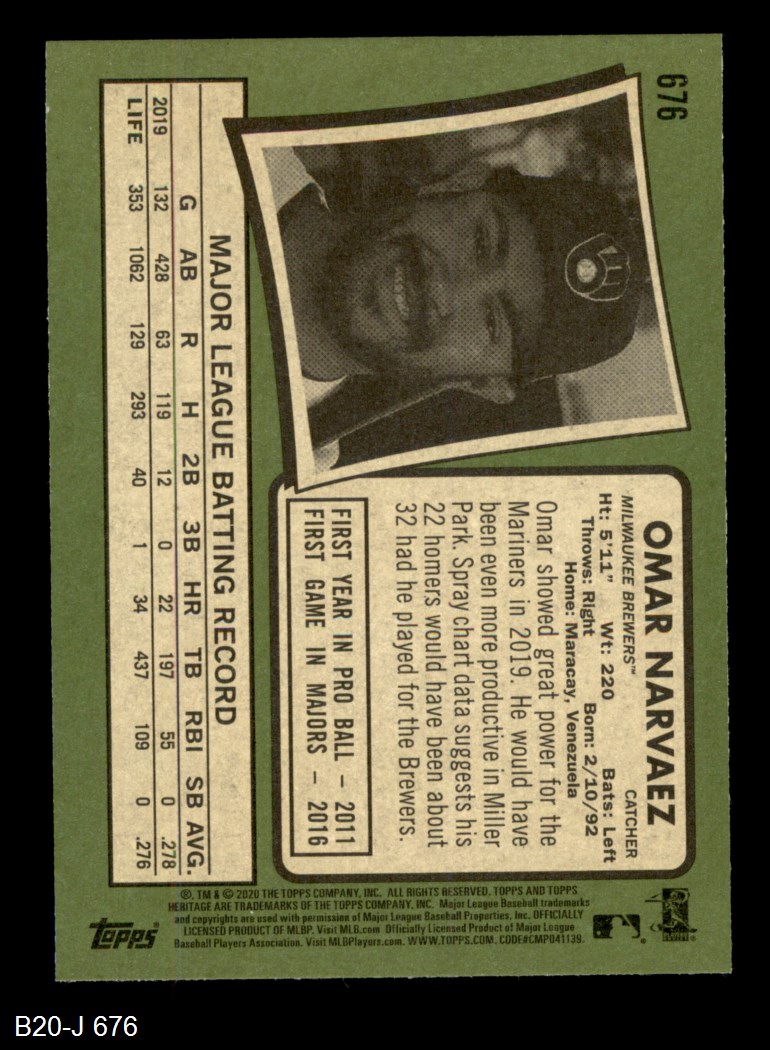 676
OMAR NARVAEZ
MILWAUKEE BREWERS™ CATCHER
Ht: 5'11" Wt: 220 Bats: Left
Throws: Right Born: 2/10/92
Home: Maracay, Venezuela
Omar showed great power for the
Mariners in 2019. He would have
been even more productive in Miller
Park. Spray chart data suggests his
22 homers would have been about
32 had he played for the Brewers.
FIRST YEAR IN PRO BALL – 2011
FIRST GAME IN MAJORS – 2016
MAJOR LEAGUE BATTING RECORD
G AB R H 2B 3B HR TB RBI SB AVG.
2019 132 428 63 119 12 0 22 197 55 0 .278
LIFE 353 1062 129 293 40 1 34 437 109 0 .276
®, TM & © 2020 THE TOPPS COMPANY, INC. ALL RIGHTS RESERVED. TOPPS AND TOPPS
HERITAGE ARE TRADEMARKS OF THE TOPPS COMPANY, INC. Major League Baseball trademarks
and copyrights are used with permission of Major League Baseball Properties, Inc. OFFICIALLY
LICENSED PRODUCT OF MLBP. Visit MLB.com Officially Licensed Product of Major League
Baseball Players Association. Visit MLBPlayers.com. WWW.TOPPS.COM. CODE#CMP041139.
Topps
B20-J 676